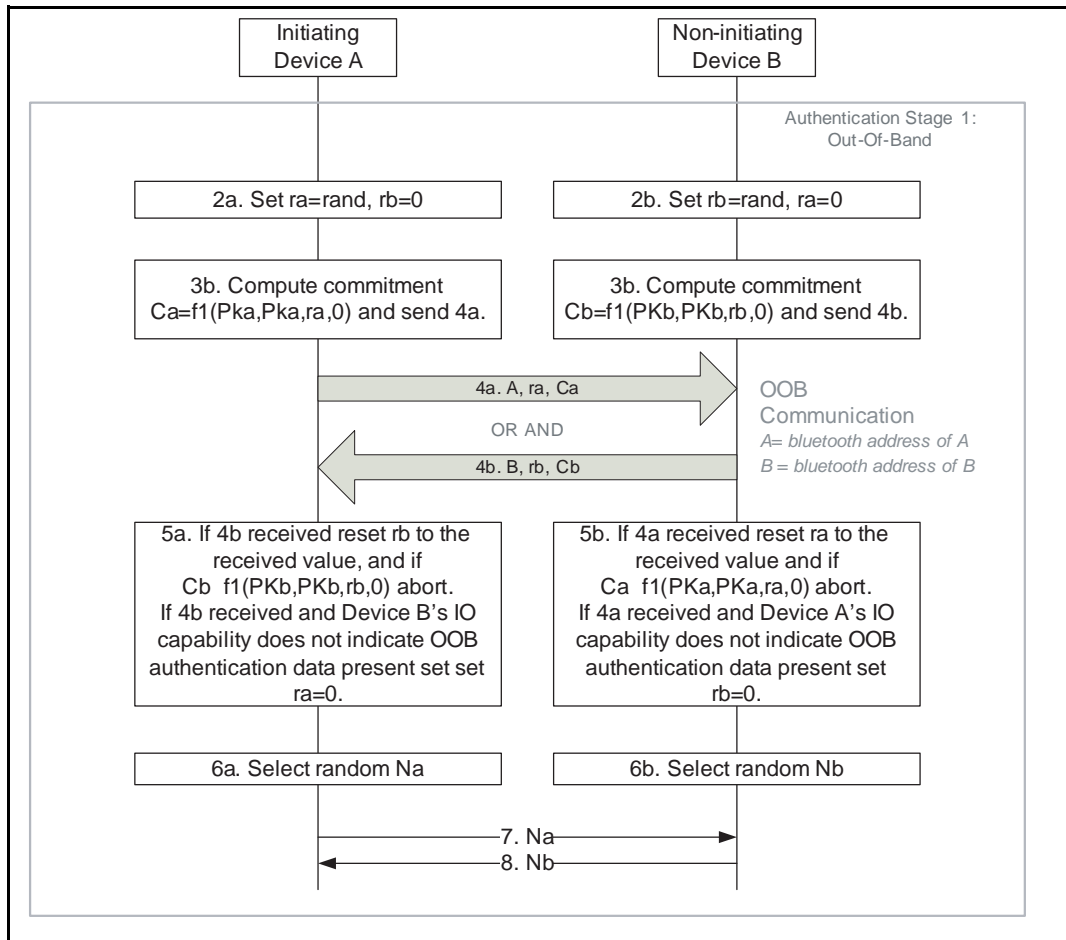 Initiating
Device A
Non-initiating
Device B
Authentication Stage 1:
Out-Of-Band
2a. Set ra=rand, rb=0
2b. Set rb=rand, ra=0
3b. Compute commitment
Ca=f1(Pka,Pka,ra,0) and send 4a.
3b. Compute commitment
Cb=f1(PKb,PKb,rb,0) and send 4b.
4a. A, ra, Ca
OR AND
4b. B, rb, Cb
OOB
Communication
A= bluetooth address of A
B = bluetooth address of B
5a. If 4b received reset rb to the
received value, and if
Cb f1(PKb,PKb,rb,0) abort.
If 4b received and Device B's IO
capability does not indicate OOB
authentication data present set set
ra=0.
5b. If 4a received reset ra to the
received value and if
Ca f1(PKa,PKa,ra,0) abort.
If 4a received and Device A's IO
capability does not indicate OOB
authentication data present set
rb=0.
6a. Select random Na
6b. Select random Nb
7. Na
8. Nb